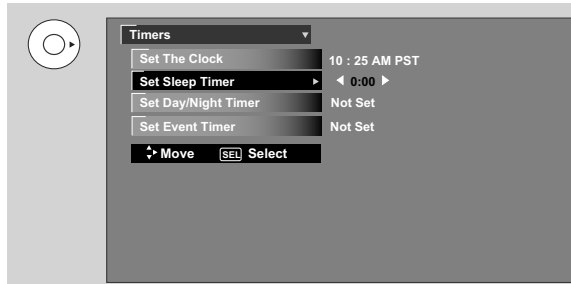 Timers
Set The Clock 10 : 25 AM PST
Set Sleep Timer 0:00
Set Day/Night Timer Not Set
Set Event Timer Not Set
Move SEL Select